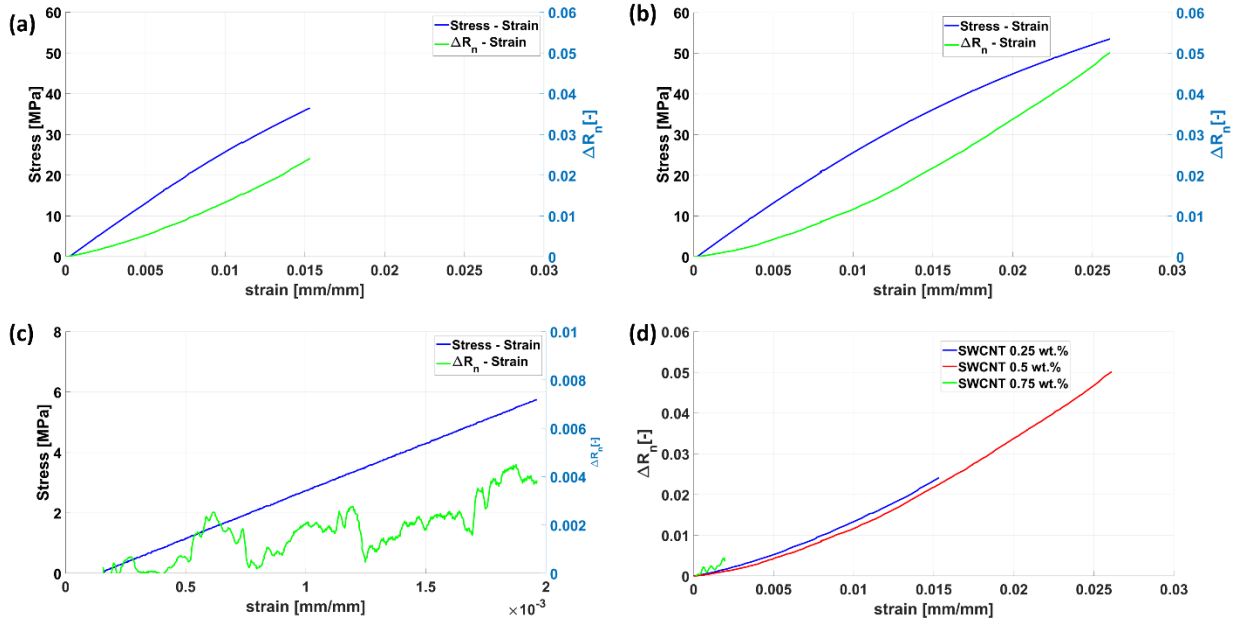 (a)
60
50
40
30
20
10
0
Stress [MPa]
0.06
0.05
0.04
0.03
0.02
0.01
0
ΔRn[-]
Stress - Strain
ΔRn - Strain
0 0.005 0.01 0.015 0.02 0.025 0.03
strain [mm/mm]
(b)
60
50
40
30
20
10
0
Stress [MPa]
0.06
0.05
0.04
0.03
0.02
0.01
0
ΔRn[-]
Stress - Strain
ΔRn - Strain
0 0.005 0.01 0.015 0.02 0.025 0.03
strain [mm/mm]
(c)
8
6
4
2
0
Stress [MPa]
0.01
0.008
0.006
0.004
0.002
0
ΔRn[-]
Stress - Strain
ΔRn - Strain
0 0.5 1 1.5 2
×10-3
strain [mm/mm]
(d)
0.06
0.05
0.04
0.03
0.02
0.01
0
ΔRn[-]
SWCNT 0.25 wt.%
SWCNT 0.5 wt.%
SWCNT 0.75 wt.%
0 0.005 0.01 0.015 0.02 0.025 0.03
strain [mm/mm]